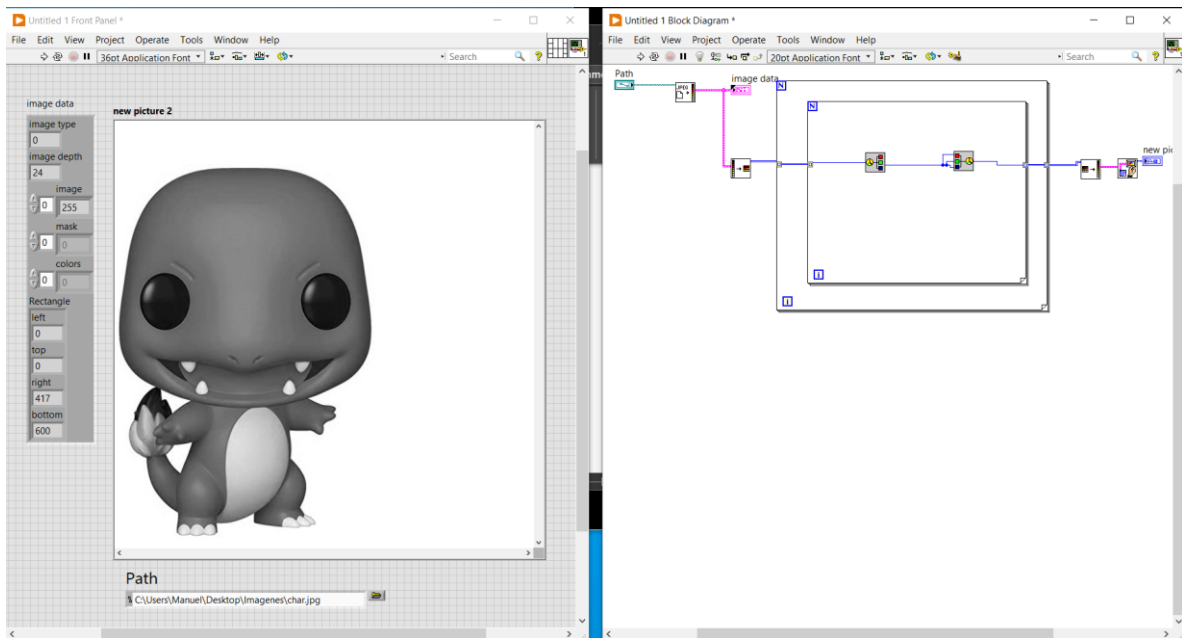 Untitled 1 Front Panel *
File Edit View Project Operate Tools Window Help
36pt Application Font
Search
image data
image type
0
image depth
24
image
0 255
mask
0 0
colors
0 0
Rectangle
left
0
top
0
right
417
bottom
600
new picture 2
Path
C:\Users\Manuel\Desktop\Imagenes\char.jpg
Untitled 1 Block Diagram *
File Edit View Project Operate Tools Window Help
20pt Application Font
Search
Path
JPEG
image data
N
N
new pic
i
i